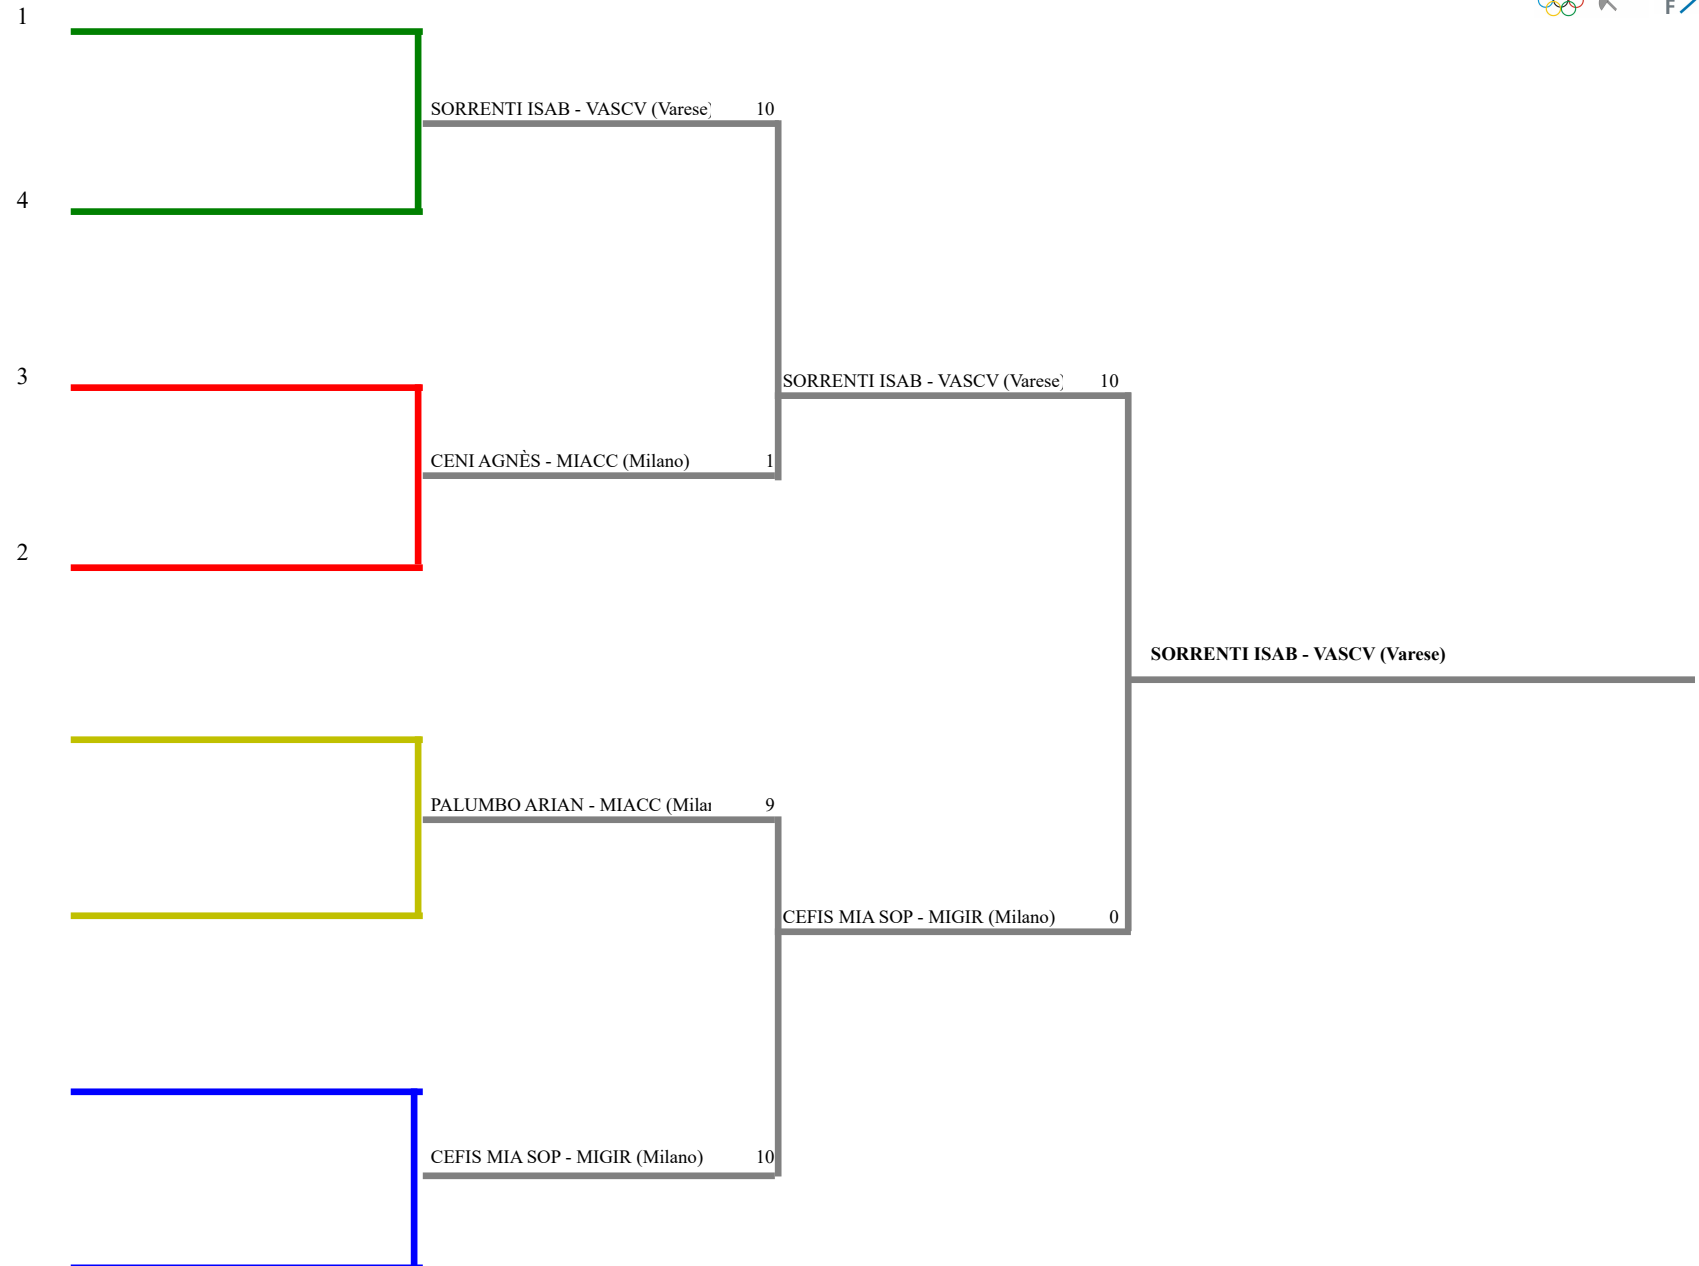 1
F
SORRENTI ISAB - VASCV (Varese) 10
4
3
SORRENTI ISAB - VASCV (Varese) 10
CENI AGNÈS - MIACC (Milano) 1
2
SORRENTI ISAB - VASCV (Varese)
PALUMBO ARIAN - MIACC (Milar 9
CEFIS MIA SOP - MIGIR (Milano) 0
CEFIS MIA SOP - MIGIR (Milano) 10